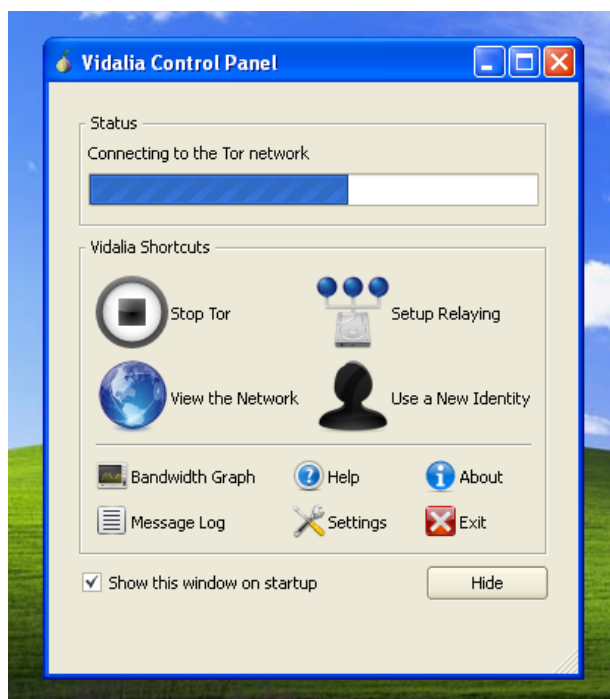 Vidalia Control Panel
Status
Connecting to the Tor network
Vidalia Shortcuts
Stop Tor
Setup Relaying
View the Network
Use a New Identity
Bandwidth Graph
Help
About
Message Log
Settings
Exit
Show this window on startup
Hide